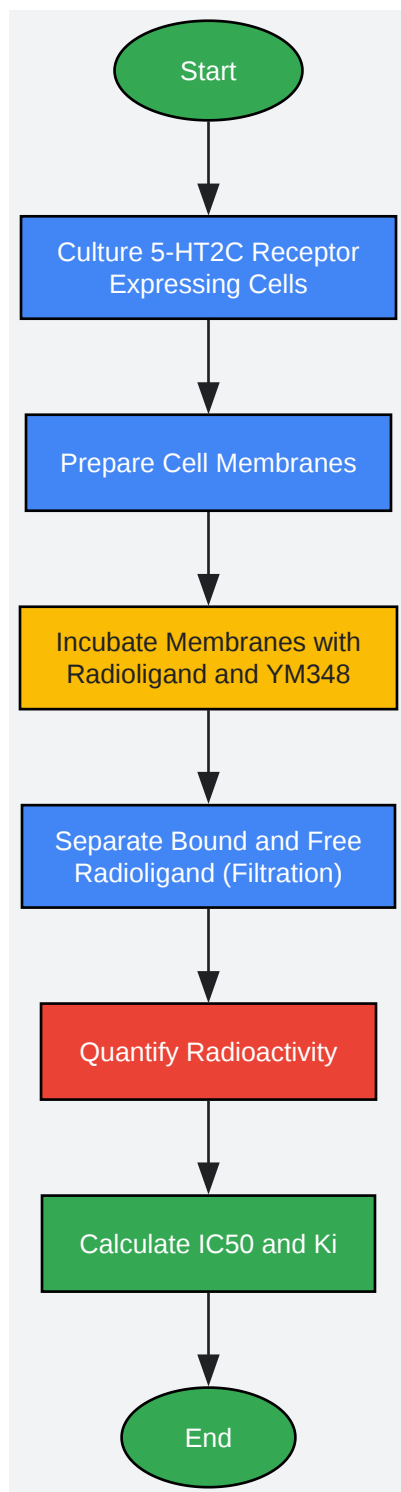 Start
Culture 5-HT2C Receptor
Expressing Cells
Prepare Cell Membranes
Incubate Membranes with
Radioligand and YM348
Separate Bound and Free
Radioligand (Filtration)
Quantify Radioactivity
Calculate IC50 and Ki
End